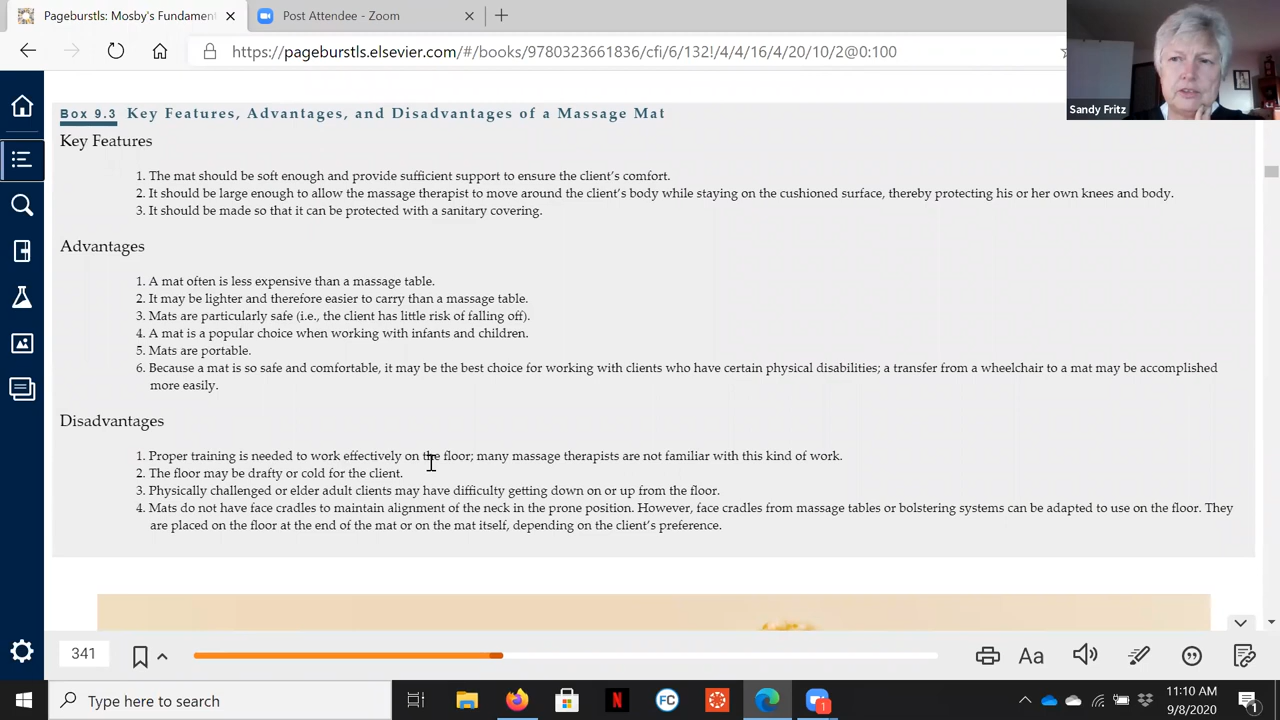 Pageburstls: Mosby's Fundament
Post Attendee - Zoom
https://pageburstls.elsevier.com/#/books/9780323661836/cfi/6/132!/4/4/16/4/20/10/2@0:100
Sandy Fritz
Box 9.3 Key Features, Advantages, and Disadvantages of a Massage Mat
Key Features
1. The mat should be soft enough and provide sufficient support to ensure the client's comfort.
2. It should be large enough to allow the massage therapist to move around the client's body while staying on the cushioned surface, thereby protecting his or her own knees and body.
3. It should be made so that it can be protected with a sanitary covering.
Advantages
1. A mat often is less expensive than a massage table.
2. It may be lighter and therefore easier to carry than a massage table.
3. Mats are particularly safe (i.e., the client has little risk of falling off).
4. A mat is a popular choice when working with infants and children.
5. Mats are portable.
6. Because a mat is so safe and comfortable, it may be the best choice for working with clients who have certain physical disabilities; a transfer from a wheelchair to a mat may be accomplished
more easily.
Disadvantages
1. Proper training is needed to work effectively on the floor; many massage therapists are not familiar with this kind of work.
2. The floor may be drafty or cold for the client.
3. Physically challenged or elder adult clients may have difficulty getting down on or up from the floor.
4. Mats do not have face cradles to maintain alignment of the neck in the prone position. However, face cradles from massage tables or bolstering systems can be adapted to use on the floor. They
are placed on the floor at the end of the mat or on the mat itself, depending on the client's preference.
341
Aa
Type here to search
N
FC
1
11:10 AM
9/8/2020
1